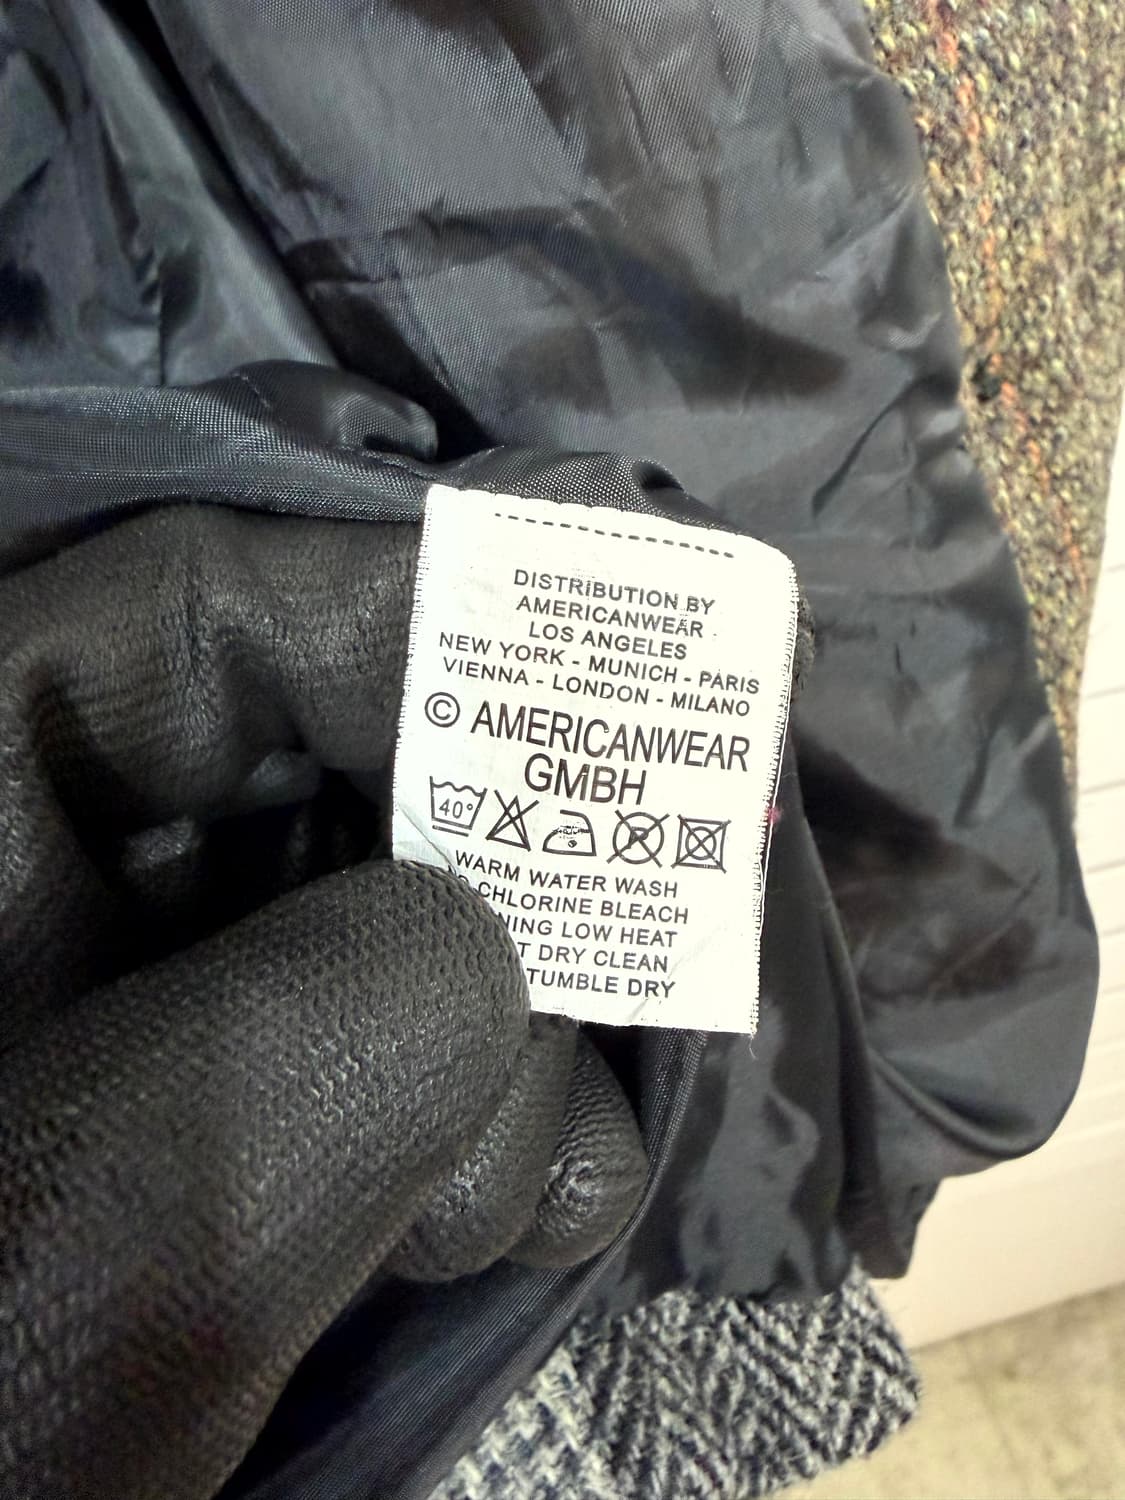 DISTRIBUTION BY
AMERICANWEAR
LOS ANGELES
NEW YORK - MUNICH - PARIS
VIENNA - LONDON - MILANO
© AMERICANWEAR
GMBH
40°
WARM WATER WASH
CHLORINE BLEACH
LOW HEAT
DRY CLEAN
TUMBLE DRY